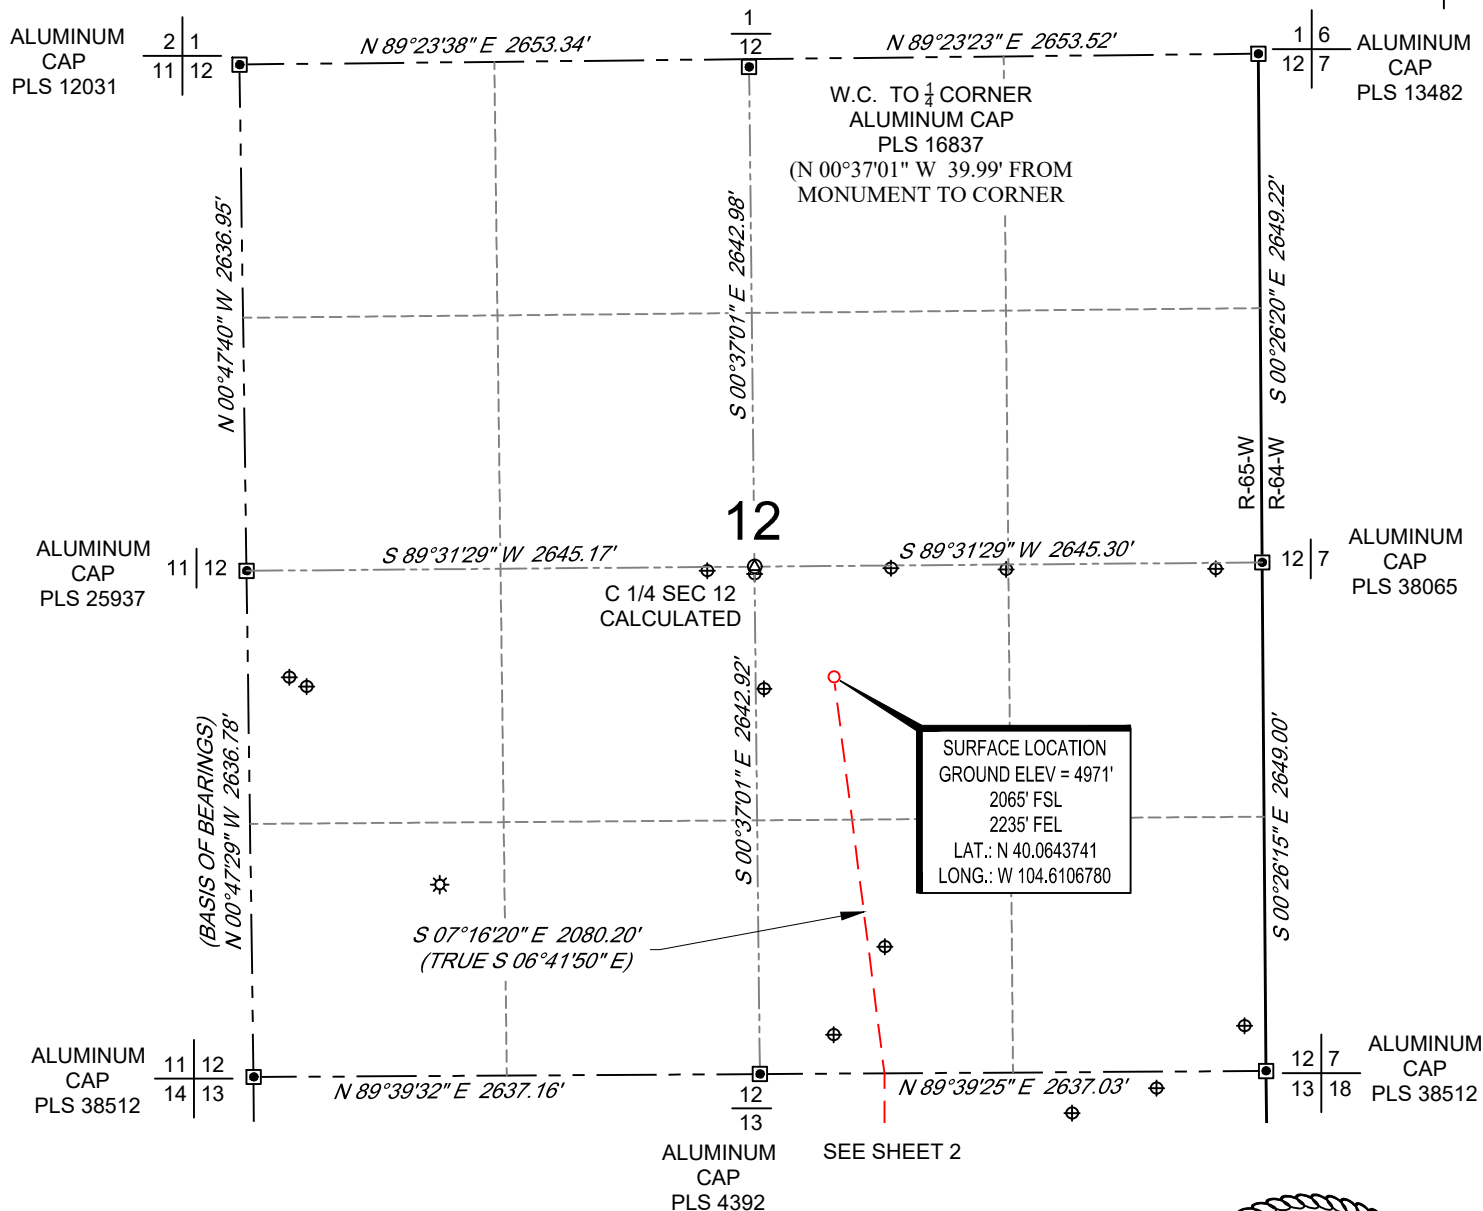 ALUMINUM
CAP
PLS 12031
2 1
11 12
N 89°23'38" E 2653.34'
1
12
N 89°23'23" E 2653.52'
1 6
12 7
ALUMINUM
CAP
PLS 13482
W.C. TO 1/4 CORNER
ALUMINUM CAP
PLS 16837
(N 00°37'01" W 39.99' FROM
MONUMENT TO CORNER
N 00°47'40" W 2636.95'
S 00°37'01" E 2642.98'
S 00°26'20" E 2649.22'
R-65-W
R-64-W
12
ALUMINUM
CAP
PLS 25937
11 12
S 89°31'29" W 2645.17'
S 89°31'29" W 2645.30'
12 7
ALUMINUM
CAP
PLS 38065
C 1/4 SEC 12
CALCULATED
(BASIS OF BEARINGS)
N 00°47'29" W 2636.78'
S 00°37'01" E 2642.92'
SURFACE LOCATION
GROUND ELEV = 4971'
2065' FSL
2235' FEL
LAT.: N 40.0643741
LONG.: W 104.6106780
S 00°26'15" E 2649.00'
S 07°16'20" E 2080.20'
(TRUE S 06°41'50" E)
ALUMINUM
CAP
PLS 38512
11 12
14 13
N 89°39'32" E 2637.16'
12
13
N 89°39'25" E 2637.03'
12 7
13 18
ALUMINUM
CAP
PLS 38512
ALUMINUM
CAP
PLS 4392
SEE SHEET 2